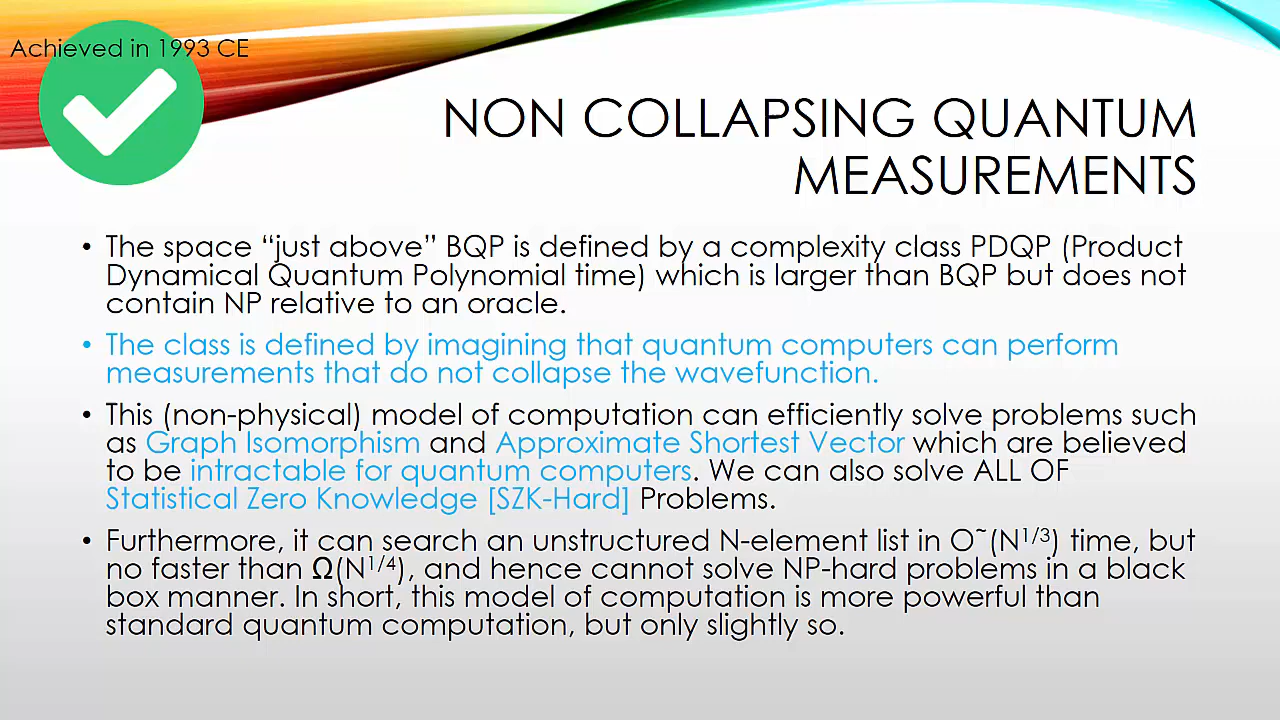 Achieved in 1993 CE
NON COLLAPSING QUANTUM
MEASUREMENTS
• The space “just above” BQP is defined by a complexity class PDQP (Product
Dynamical Quantum Polynomial time) which is larger than BQP but does not
contain NP relative to an oracle.
• The class is defined by imagining that quantum computers can perform
measurements that do not collapse the wavefunction.
• This (non-physical) model of computation can efficiently solve problems such
as Graph Isomorphism and Approximate Shortest Vector which are believed
to be intractable for quantum computers. We can also solve ALL OF
Statistical Zero Knowledge [SZK-Hard] Problems.
• Furthermore, it can search an unstructured N-element list in O˜(N¹ᐟ³) time, but
no faster than Ω(N¹ᐟ⁴), and hence cannot solve NP-hard problems in a black
box manner. In short, this model of computation is more powerful than
standard quantum computation, but only slightly so.